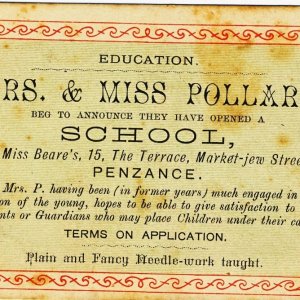 EDUCATION.
RS. & MISS POLLAR
BEG TO ANNOUNCE THEY HAVE OPENED A
SCHOOL,
Miss Beare's, 15, The Terrace, Market-jew Street
PENZANCE.
Mrs. P. having been (in former years) much engaged in
ion of the young, hopes to be able to give satisfaction to
nts or Guardians who may place Children under their ca
TERMS ON APPLICATION.
Plain and Fancy Needle-work taught.